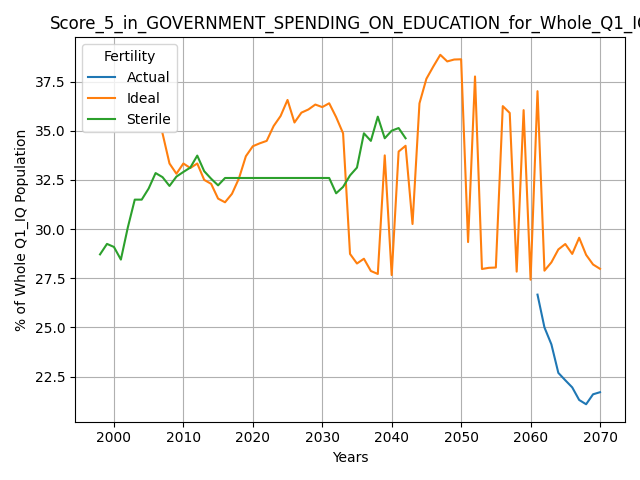 Score_5_in_GOVERNMENT_SPENDING_ON_EDUCATION_for_Whole_Q1_IQ
Fertility
Actual
Ideal
Sterile
% of Whole Q1_IQ Population
37.5
35.0
32.5
30.0
27.5
25.0
22.5
2000 2010 2020 2030 2040 2050 2060 2070
Years